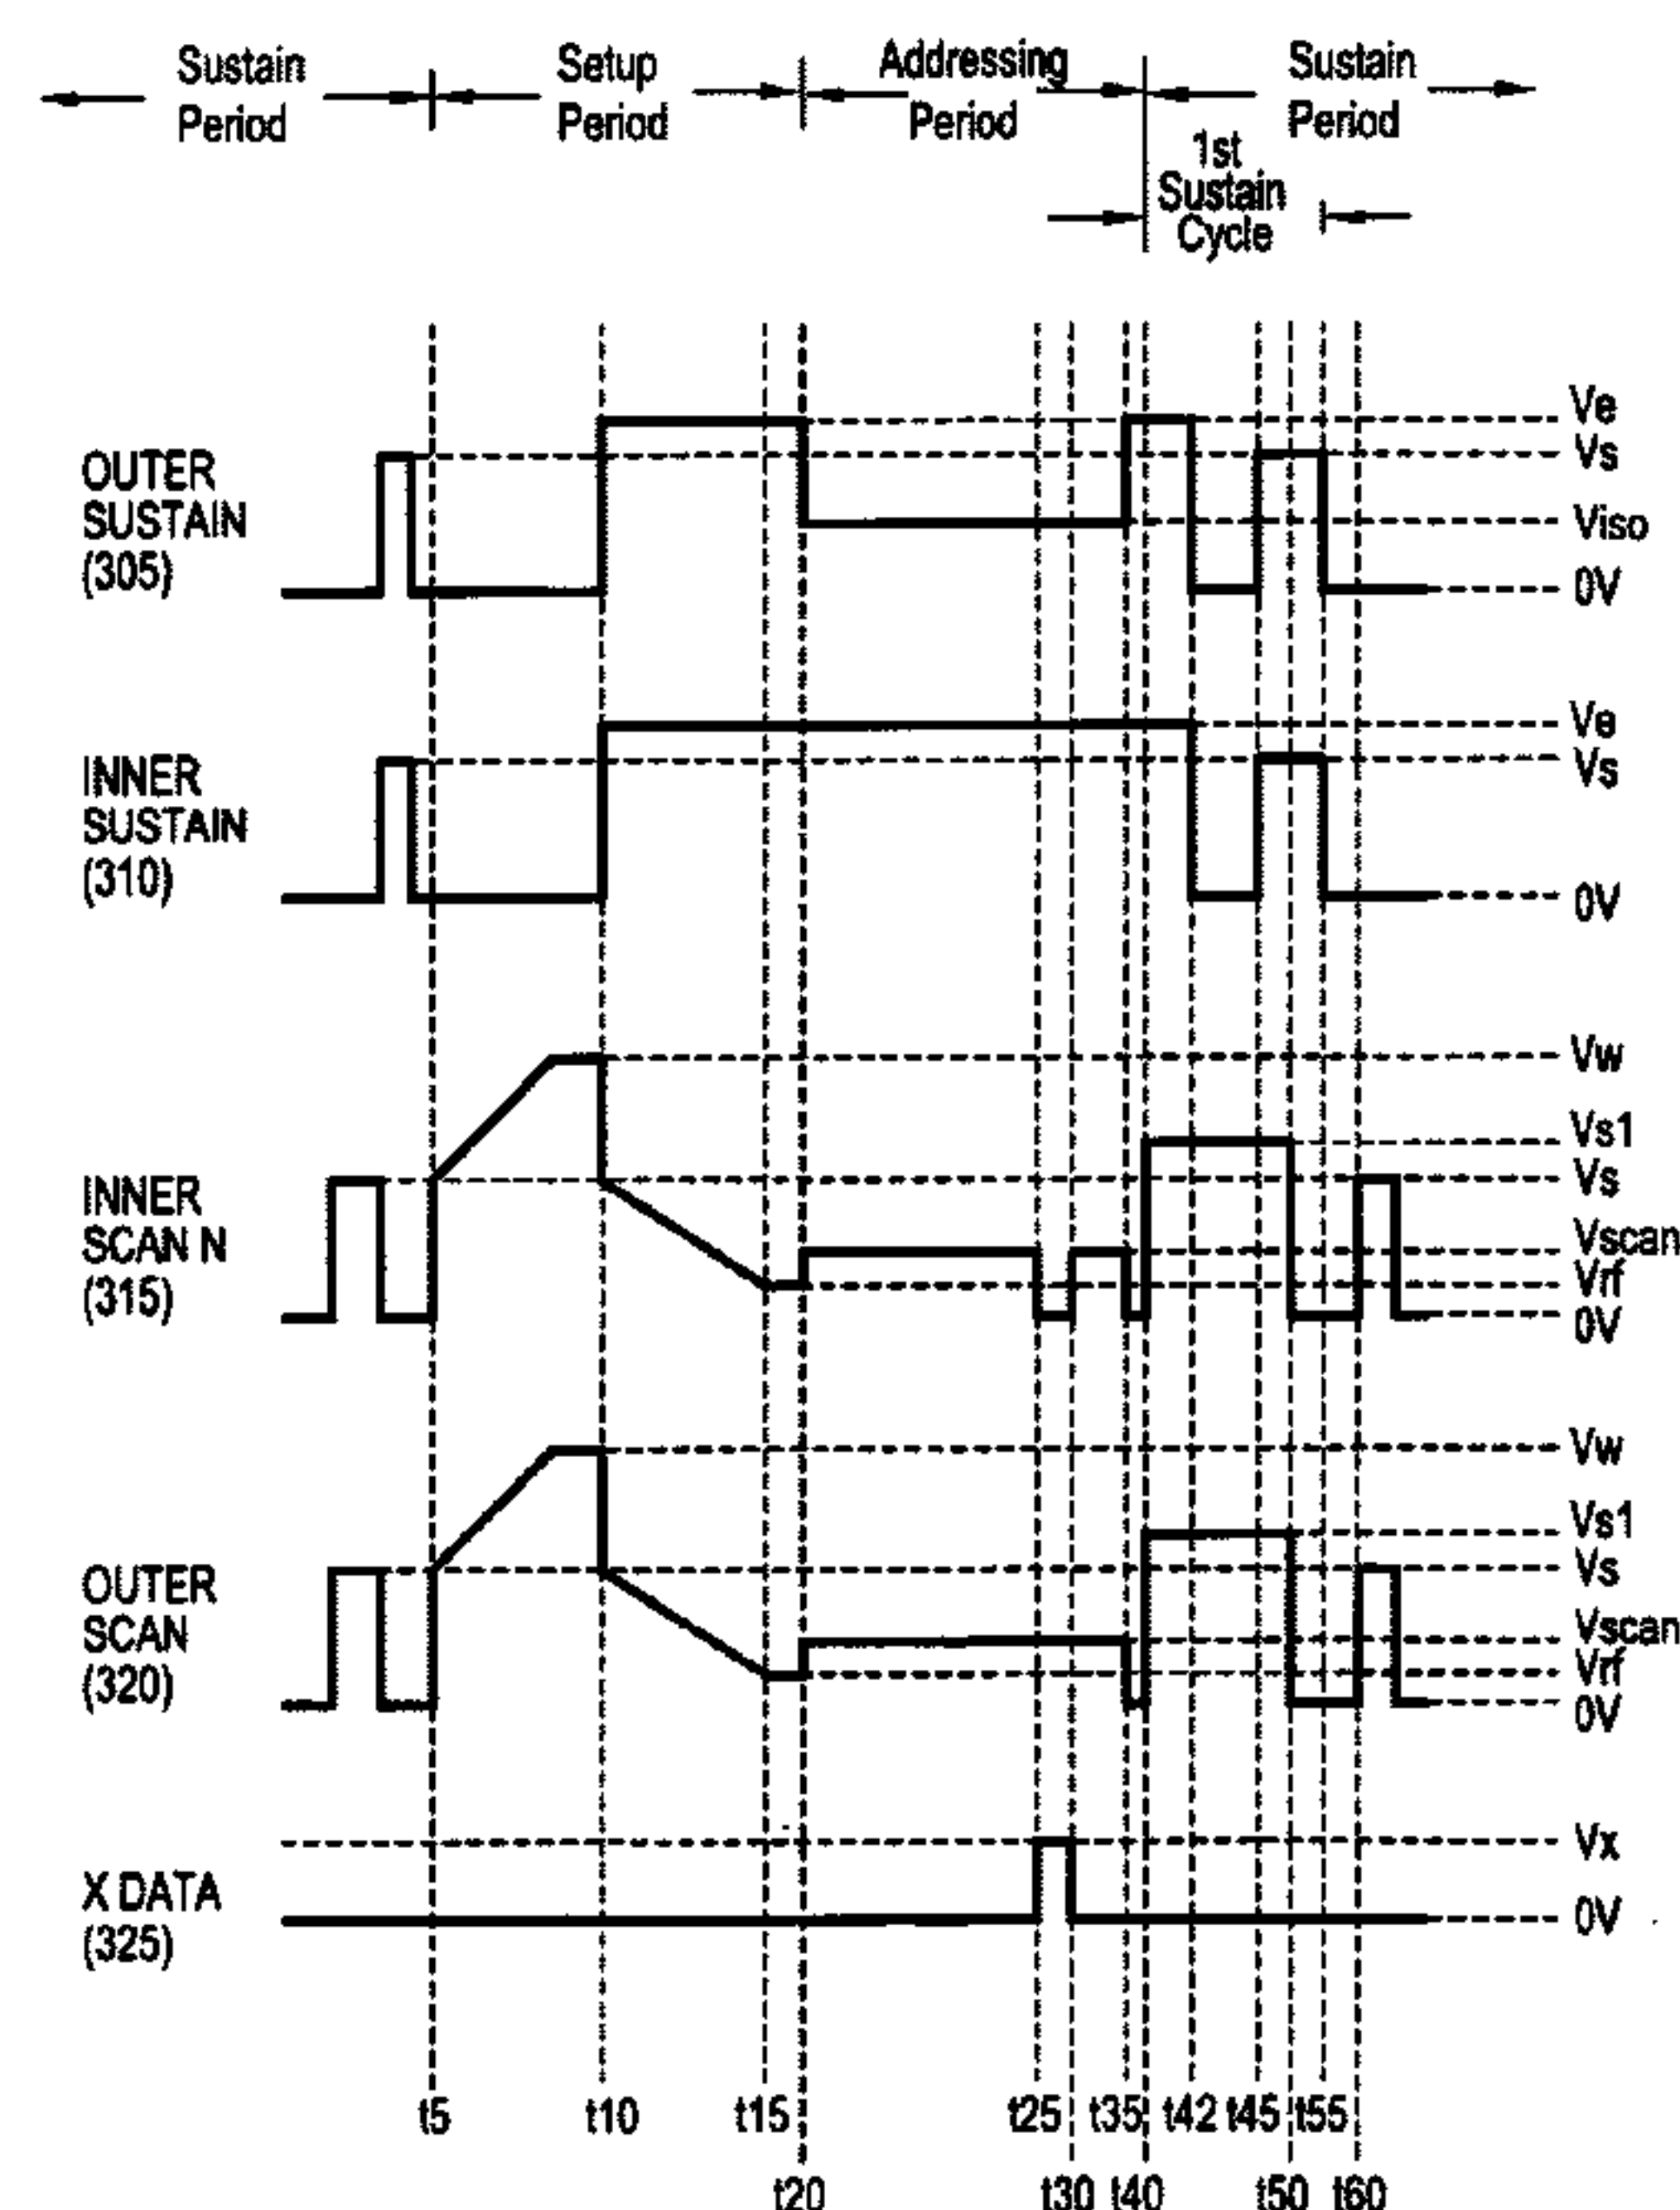 Sustain
Period
Setup
Period
Addressing
Period
Sustain
Period
1st
Sustain
Cycle
OUTER
SUSTAIN
(305)
Ve
Vs
Viso
0V
INNER
SUSTAIN
(310)
Ve
Vs
0V
INNER
SCAN N
(315)
Vw
Vs1
Vs
Vscan
Vrf
0V
OUTER
SCAN
(320)
Vw
Vs1
Vs
Vscan
Vrf
0V
X DATA
(325)
Vx
0V
t5 t10 t15 t25 t35 t42 t45 t55
t20 t30 t40 t50 t60